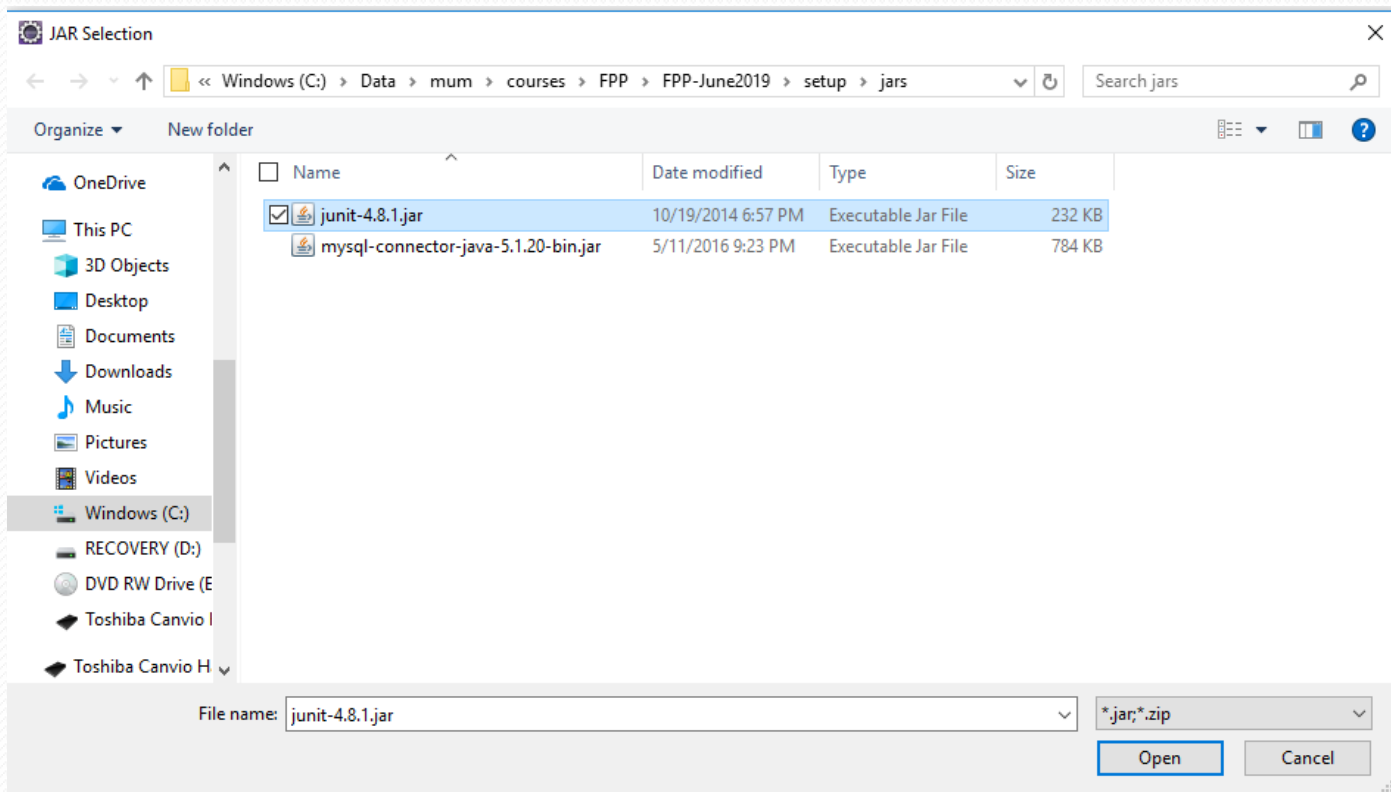 JAR Selection
« Windows (C:) › Data › mum › courses › FPP › FPP-June2019 › setup › jars
Search jars
Organize
New folder
OneDrive
This PC
3D Objects
Desktop
Documents
Downloads
Music
Pictures
Videos
Windows (C:)
RECOVERY (D:)
DVD RW Drive (E
Toshiba Canvio
Toshiba Canvio H
Name Date modified Type Size
junit-4.8.1.jar 10/19/2014 6:57 PM Executable Jar File 232 KB
mysql-connector-java-5.1.20-bin.jar 5/11/2016 9:23 PM Executable Jar File 784 KB
File name: junit-4.8.1.jar
*.jar;*.zip
Open
Cancel